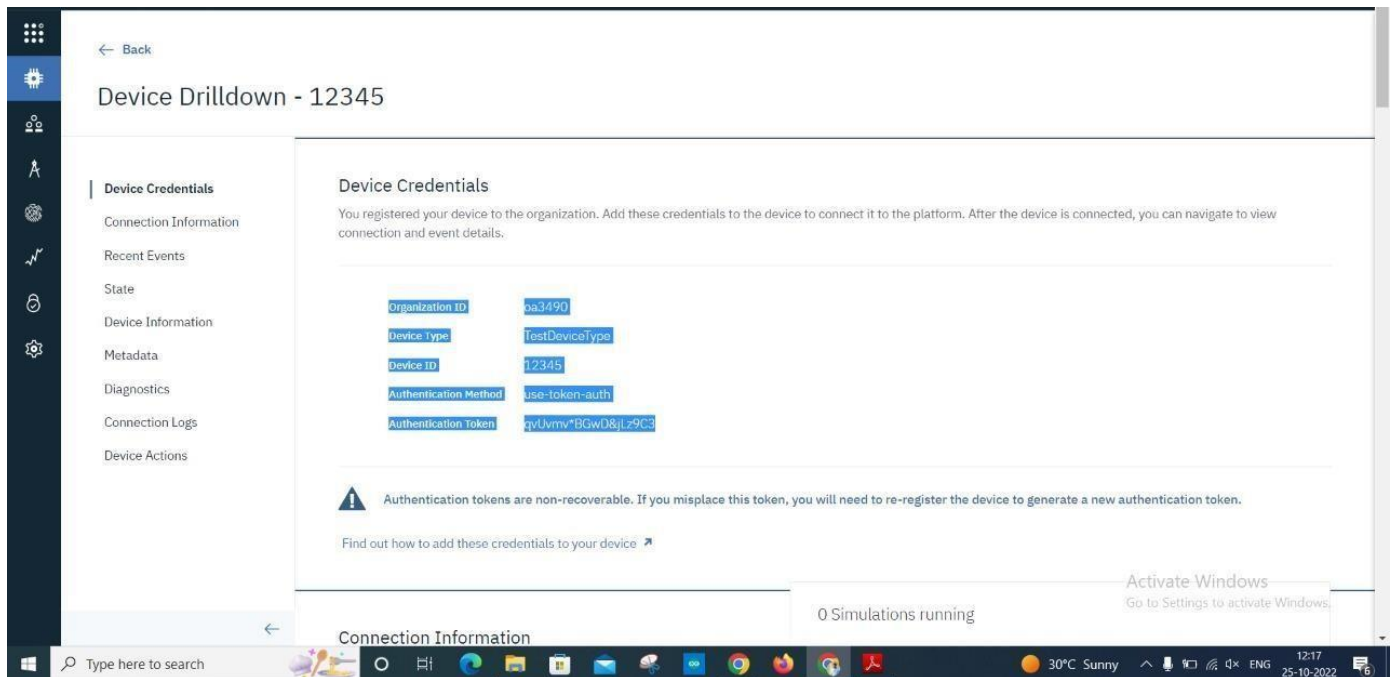 ← Back
Device Drilldown - 12345
Device Credentials
Connection Information
Recent Events
State
Device Information
Metadata
Diagnostics
Connection Logs
Device Actions
Device Credentials
You registered your device to the organization. Add these credentials to the device to connect it to the platform. After the device is connected, you can navigate to view
connection and event details.
Organization ID oa3490
Device Type TestDeviceType
Device ID 12345
Authentication Method use-token-auth
Authentication Token qvUvmv*BGwD&jLz9C3
Authentication tokens are non-recoverable. If you misplace this token, you will need to re-register the device to generate a new authentication token.
Find out how to add these credentials to your device
Connection Information
0 Simulations running
Activate Windows
Go to Settings to activate Windows.
Type here to search
30°C Sunny
ENG
12:17
25-10-2022
6